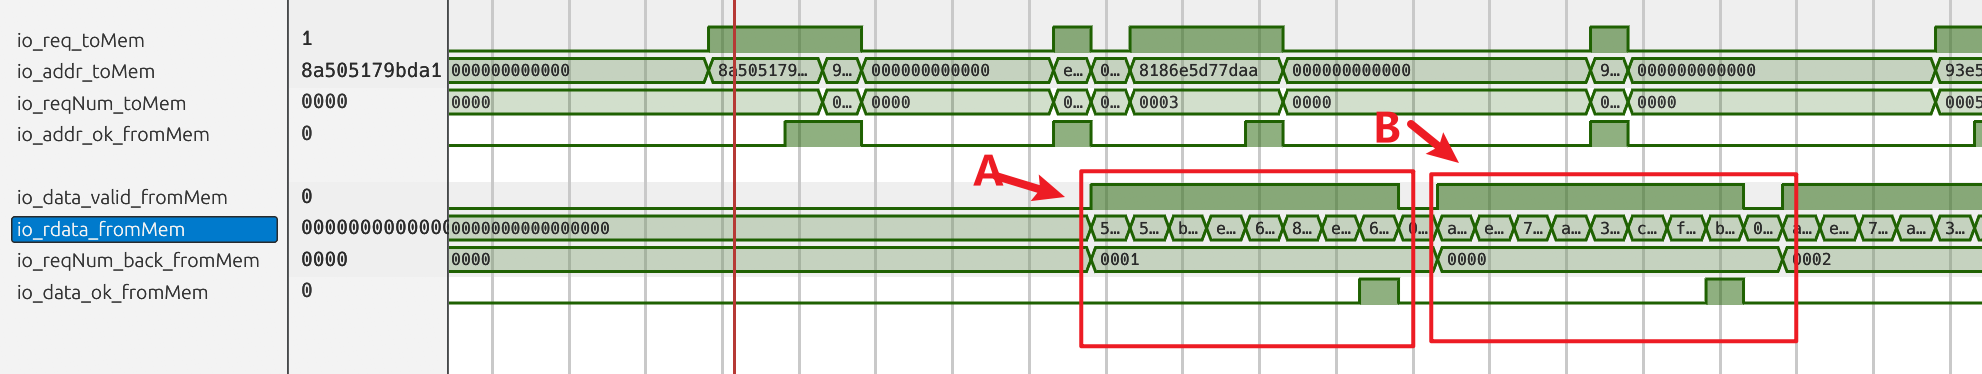 io_req_toMem 1
io_addr_toMem 8a505179bda1 000000000000 8a505179... 9... 000000000000 e... 0... 8186e5d77daa 000000000000 9... 000000000000 93e5
io_reqNum_toMem 0000 0000 0... 0000 0... 0... 0003 0000 0... 0000 0005
io_addr_ok_fromMem 0 B
A
io_data_valid_fromMem 0
io_rdata_fromMem 0000000000000000 5... 5... b... e... 6... 8... e... 6... 0... a... e... 7... a... 3... c... f... b... 0... a... e... 7... a... 3...
io_reqNum_back_fromMem 0000 0000 0001 0000 0002
io_data_ok_fromMem 0